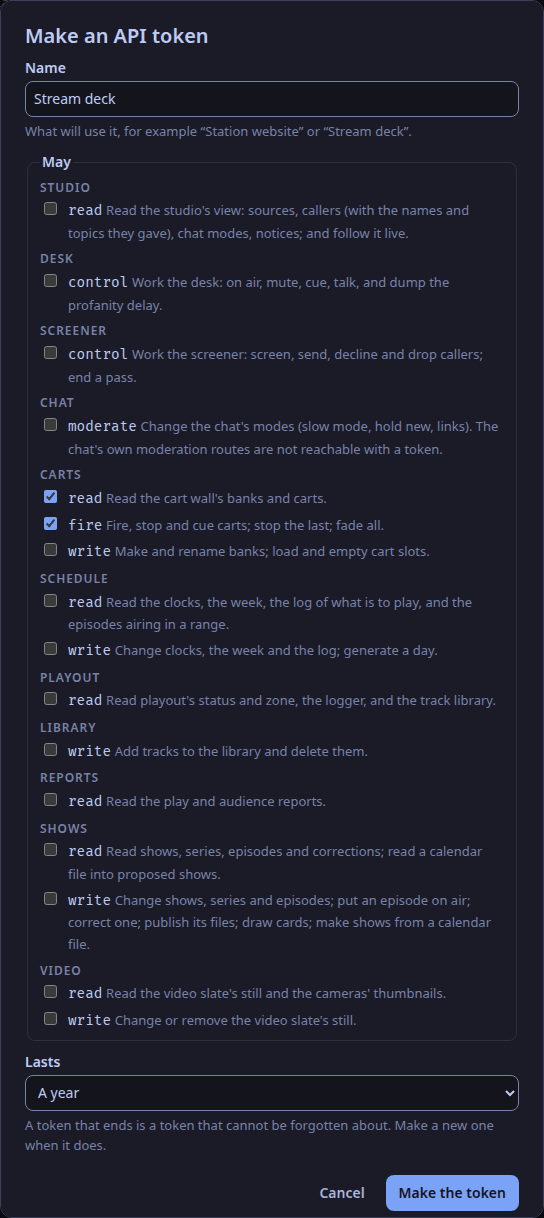 Make an API token
Name
Stream deck
What will use it, for example “Station website” or “Stream deck”.
May
STUDIO
read Read the studio's view: sources, callers (with the names and
topics they gave), chat modes, notices; and follow it live.
DESK
control Work the desk: on air, mute, cue, talk, and dump the
profanity delay.
SCREENER
control Work the screener: screen, send, decline and drop callers;
end a pass.
CHAT
moderate Change the chat's modes (slow mode, hold new, links). The
chat's own moderation routes are not reachable with a token.
CARTS
read Read the cart wall's banks and carts.
fire Fire, stop and cue carts; stop the last; fade all.
write Make and rename banks; load and empty cart slots.
SCHEDULE
read Read the clocks, the week, the log of what is to play, and the
episodes airing in a range.
write Change clocks, the week and the log; generate a day.
PLAYOUT
read Read playout's status and zone, the logger, and the track library.
LIBRARY
write Add tracks to the library and delete them.
REPORTS
read Read the play and audience reports.
SHOWS
read Read shows, series, episodes and corrections; read a calendar
file into proposed shows.
write Change shows, series and episodes; put an episode on air;
correct one; publish its files; draw cards; make shows from a calendar
file.
VIDEO
read Read the video slate's still and the cameras' thumbnails.
write Change or remove the video slate's still.
Lasts
A year
A token that ends is a token that cannot be forgotten about. Make a new one
when it does.
Cancel
Make the token